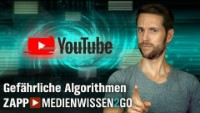 YouTube
Gefährliche Algorithmen
ZAPP MEDIENWISSEN2GO